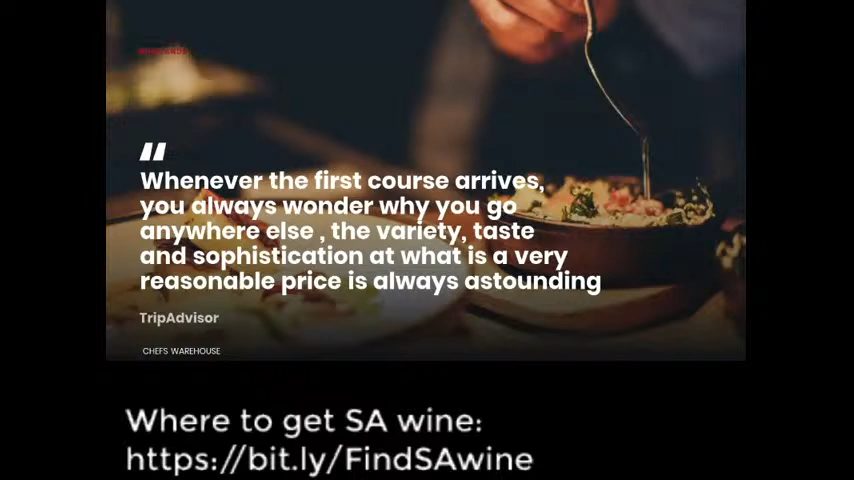 "
Whenever the first course arrives,
you always wonder why you go
anywhere else , the variety, taste
and sophistication at what is a very
reasonable price is always astounding
TripAdvisor
CHEFS WAREHOUSE
Where to get SA wine:
https://bit.ly/FindSAwine